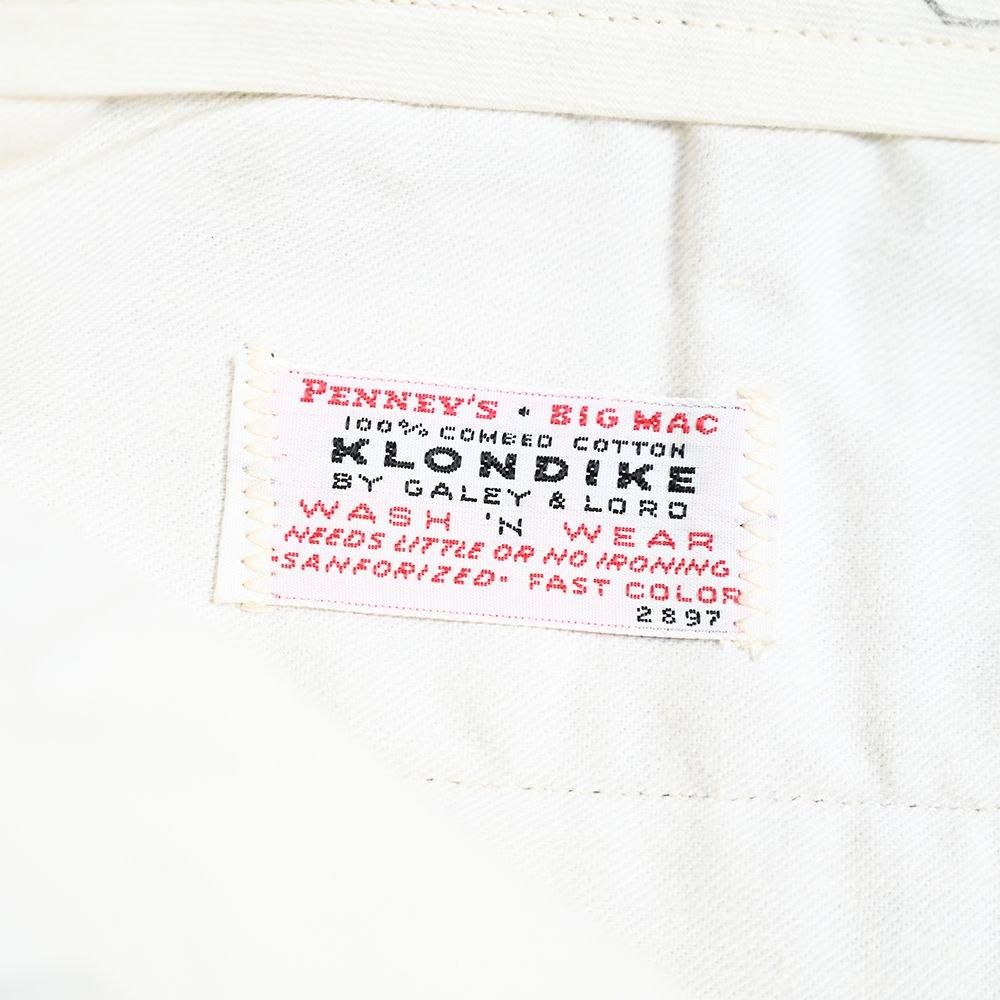 PENNEY'S • BIG MAC
100% COMBED COTTON
KLONDIKE
BY GALEY & LORD
WASH 'N WEAR
NEEDS LITTLE OR NO IRONING
•SANFORIZED• FAST COLOR
2897